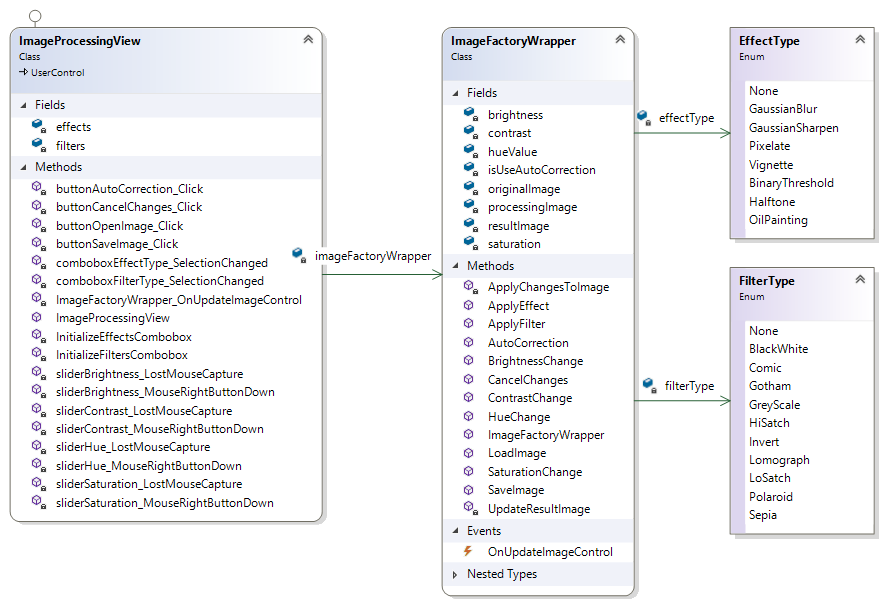 ImageProcessingView
Class
UserControl
Fields
effects
filters
Methods
buttonAutoCorrection_Click
buttonCancelChanges_Click
buttonOpenImage_Click
buttonSaveImage_Click
comboboxEffectType_SelectionChanged
comboboxFilterType_SelectionChanged
ImageFactoryWrapper_OnUpdateImageControl
ImageProcessingView
InitializeEffectsCombobox
InitializeFiltersCombobox
sliderBrightness_LostMouseCapture
sliderBrightness_MouseRightButtonDown
sliderContrast_LostMouseCapture
sliderContrast_MouseRightButtonDown
sliderHue_LostMouseCapture
sliderHue_MouseRightButtonDown
sliderSaturation_LostMouseCapture
sliderSaturation_MouseRightButtonDown
imageFactoryWrapper
ImageFactoryWrapper
Class
Fields
brightness
contrast
hueValue
isUseAutoCorrection
originalImage
processingImage
resultImage
saturation
Methods
ApplyChangesToImage
ApplyEffect
ApplyFilter
AutoCorrection
BrightnessChange
CancelChanges
ContrastChange
HueChange
ImageFactoryWrapper
LoadImage
SaturationChange
SaveImage
UpdateResultImage
Events
OnUpdateImageControl
Nested Types
effectType
EffectType
Enum
None
GaussianBlur
GaussianSharpen
Pixelate
Vignette
BinaryThreshold
Halftone
OilPainting
filterType
FilterType
Enum
None
BlackWhite
Comic
Gotham
GreyScale
HiSatch
Invert
Lomograph
LoSatch
Polaroid
Sepia